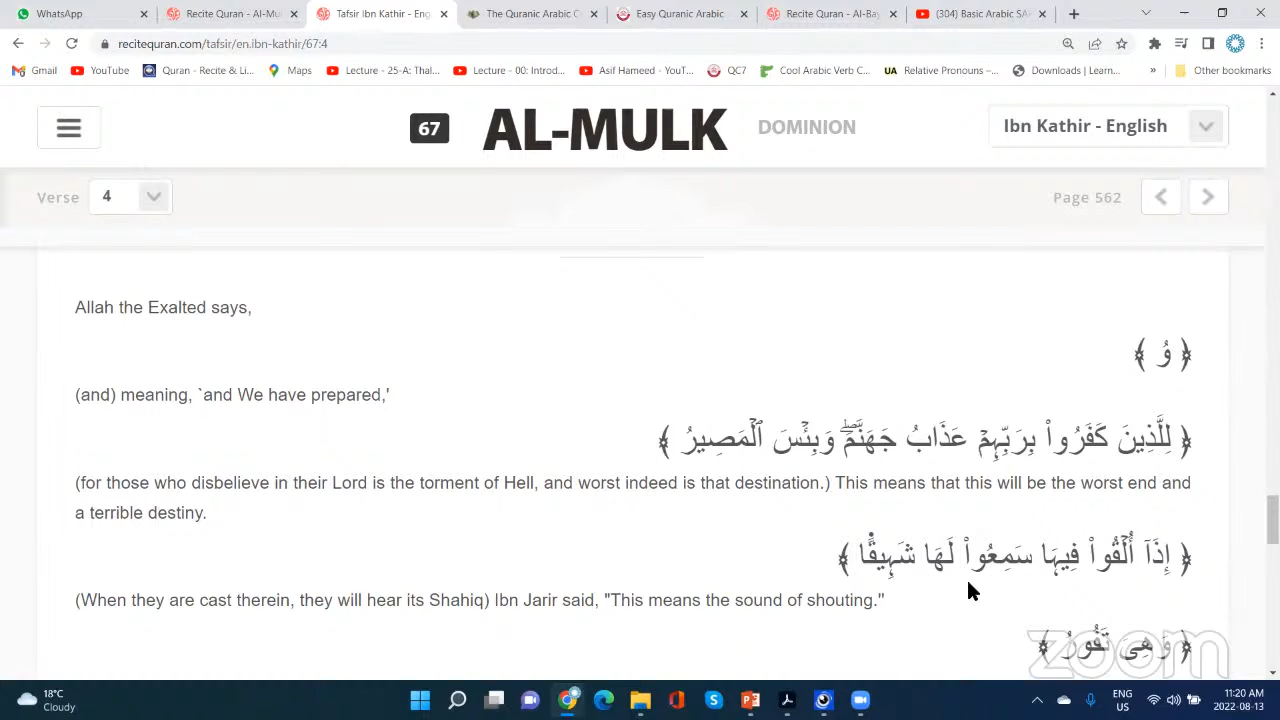 WhatsApp
Recite Quran - Al-Mul
Tafsir Ibn Kathir - Eng
The Quranic Arabic C
Easy Quranic Arabic
Recite Quran - Al-Bay
(304) Basic Arabic SA
recitequran.com/tafsir/en.ibn-kathir/67:4
Gmail
YouTube
Quran - Recite & Li...
Maps
Lecture - 25-A: Thal...
Lecture - 00: Introd...
Asif Hameed - YouT...
QC7
Cool Arabic Verb C...
UA Relative Pronouns –...
Downloads | Learn...
»
Other bookmarks
67 AL-MULK DOMINION
Ibn Kathir - English
Verse 4
Page 562
Allah the Exalted says,
﴿ وُ ﴾
(and) meaning, `and We have prepared,'
﴿ لِلَّذِينَ كَفَرُواْ بِرَبِّهِمْ عَذَابُ جَهَنَّمَۖ وَبِئْسَ ٱلْمَصِيرُ ﴾
(for those who disbelieve in their Lord is the torment of Hell, and worst indeed is that destination.) This means that this will be the worst end and
a terrible destiny.
﴿ إِذَآ أُلْقُواْ فِيهَا سَمِعُواْ لَهَا شَهِيقًۭا ﴾
(When they are cast therein, they will hear its Shahiq) Ibn Jarir said, "This means the sound of shouting."
﴿ وَهِىَ تَفُورُ ﴾
zoom
18°C
Cloudy
ENG
US
11:20 AM
2022-08-13